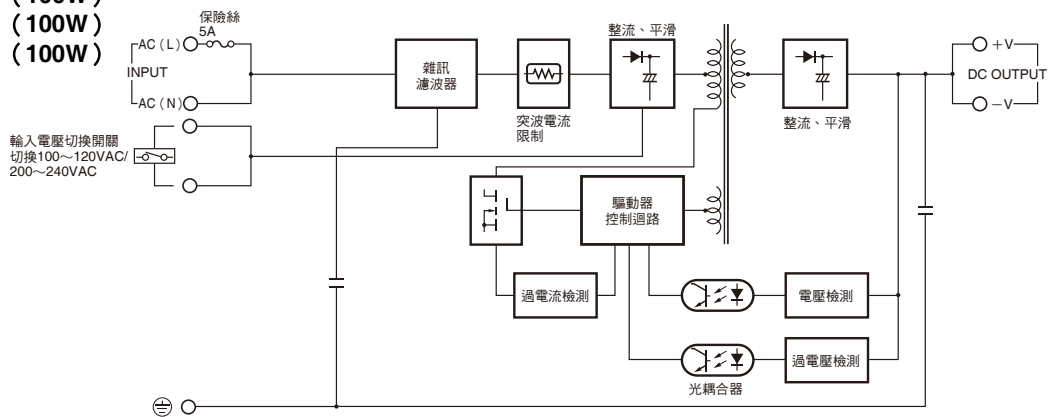 (100W)
(100W)
保險絲
5A
AC(L)
INPUT
AC(N)
輸入電壓切換開關
切換100～120VAC/
200～240VAC
雜訊
濾波器
突波電流
限制
整流、平滑
整流、平滑
+V
DC OUTPUT
−V
驅動器
控制迴路
過電流檢測
電壓檢測
過電壓檢測
光耦合器